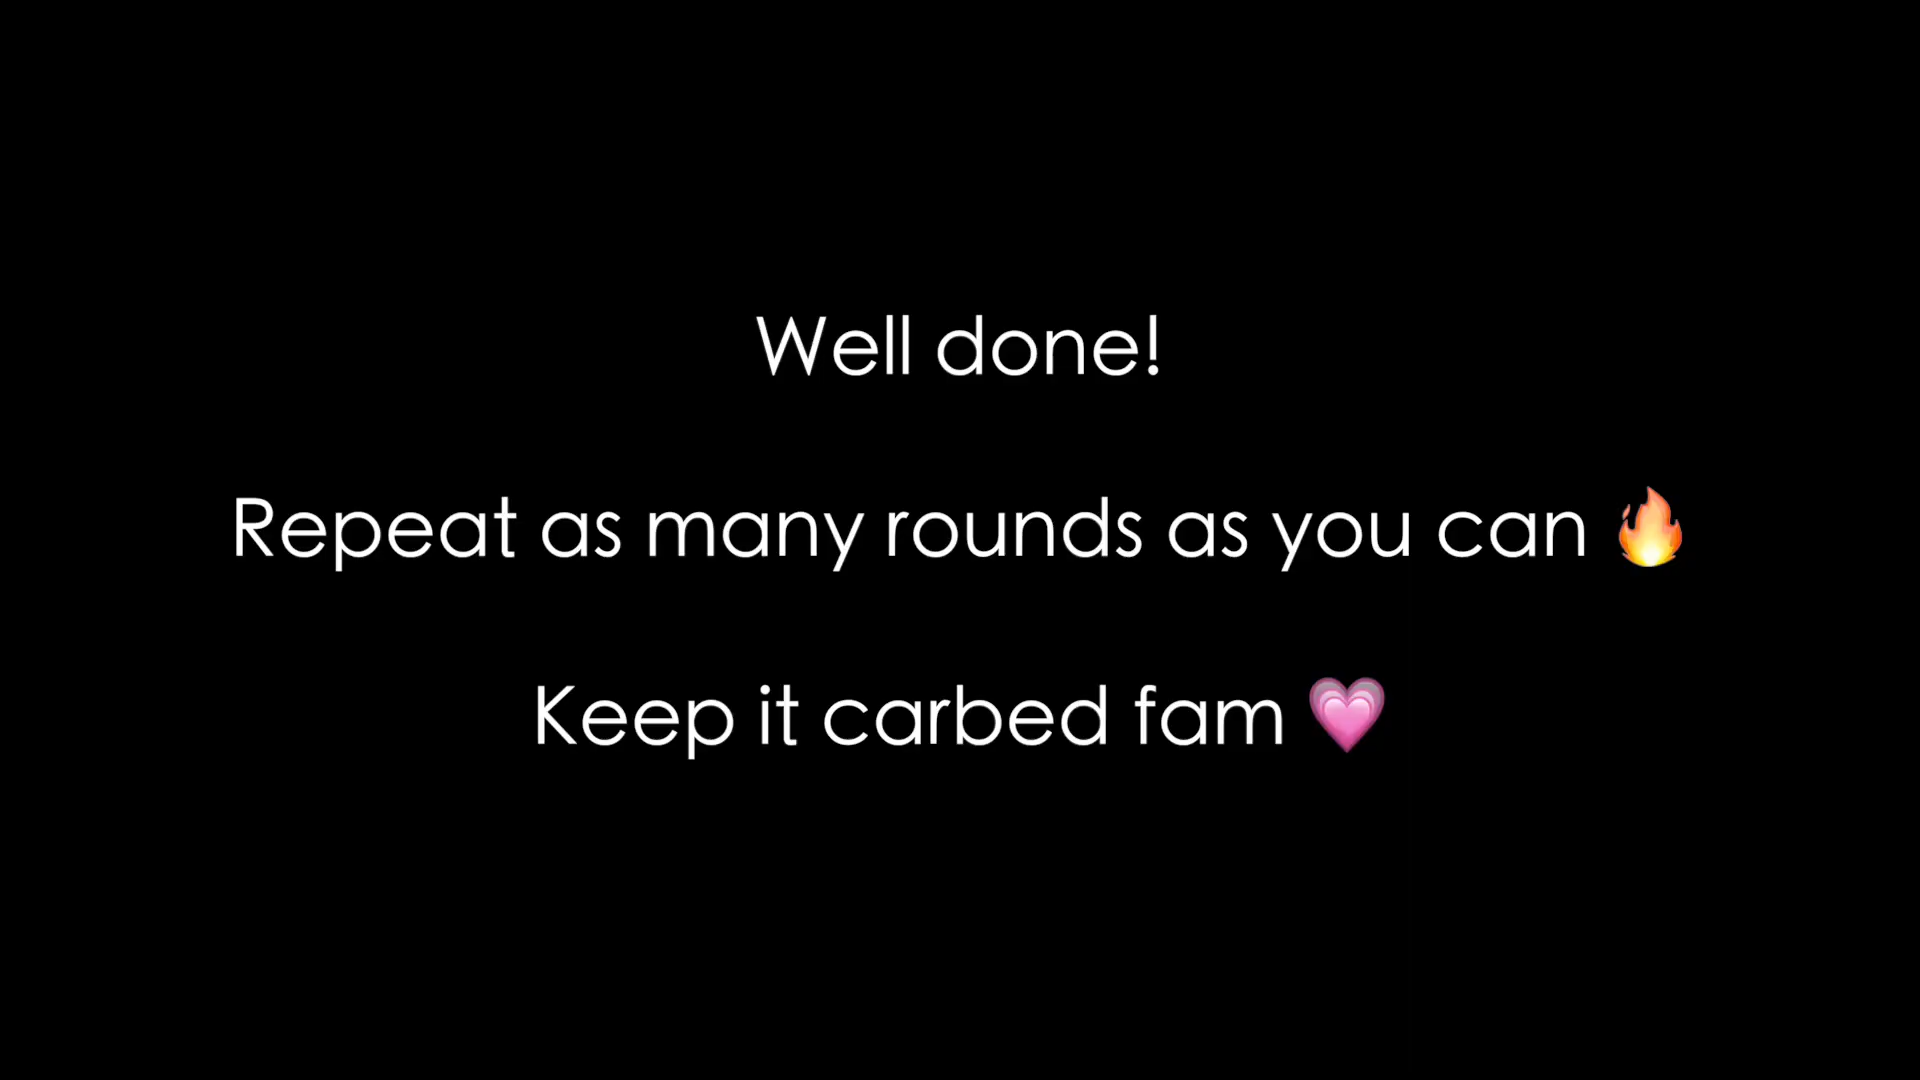 Well done!
Repeat as many rounds as you can 🔥
Keep it carbed fam 💗